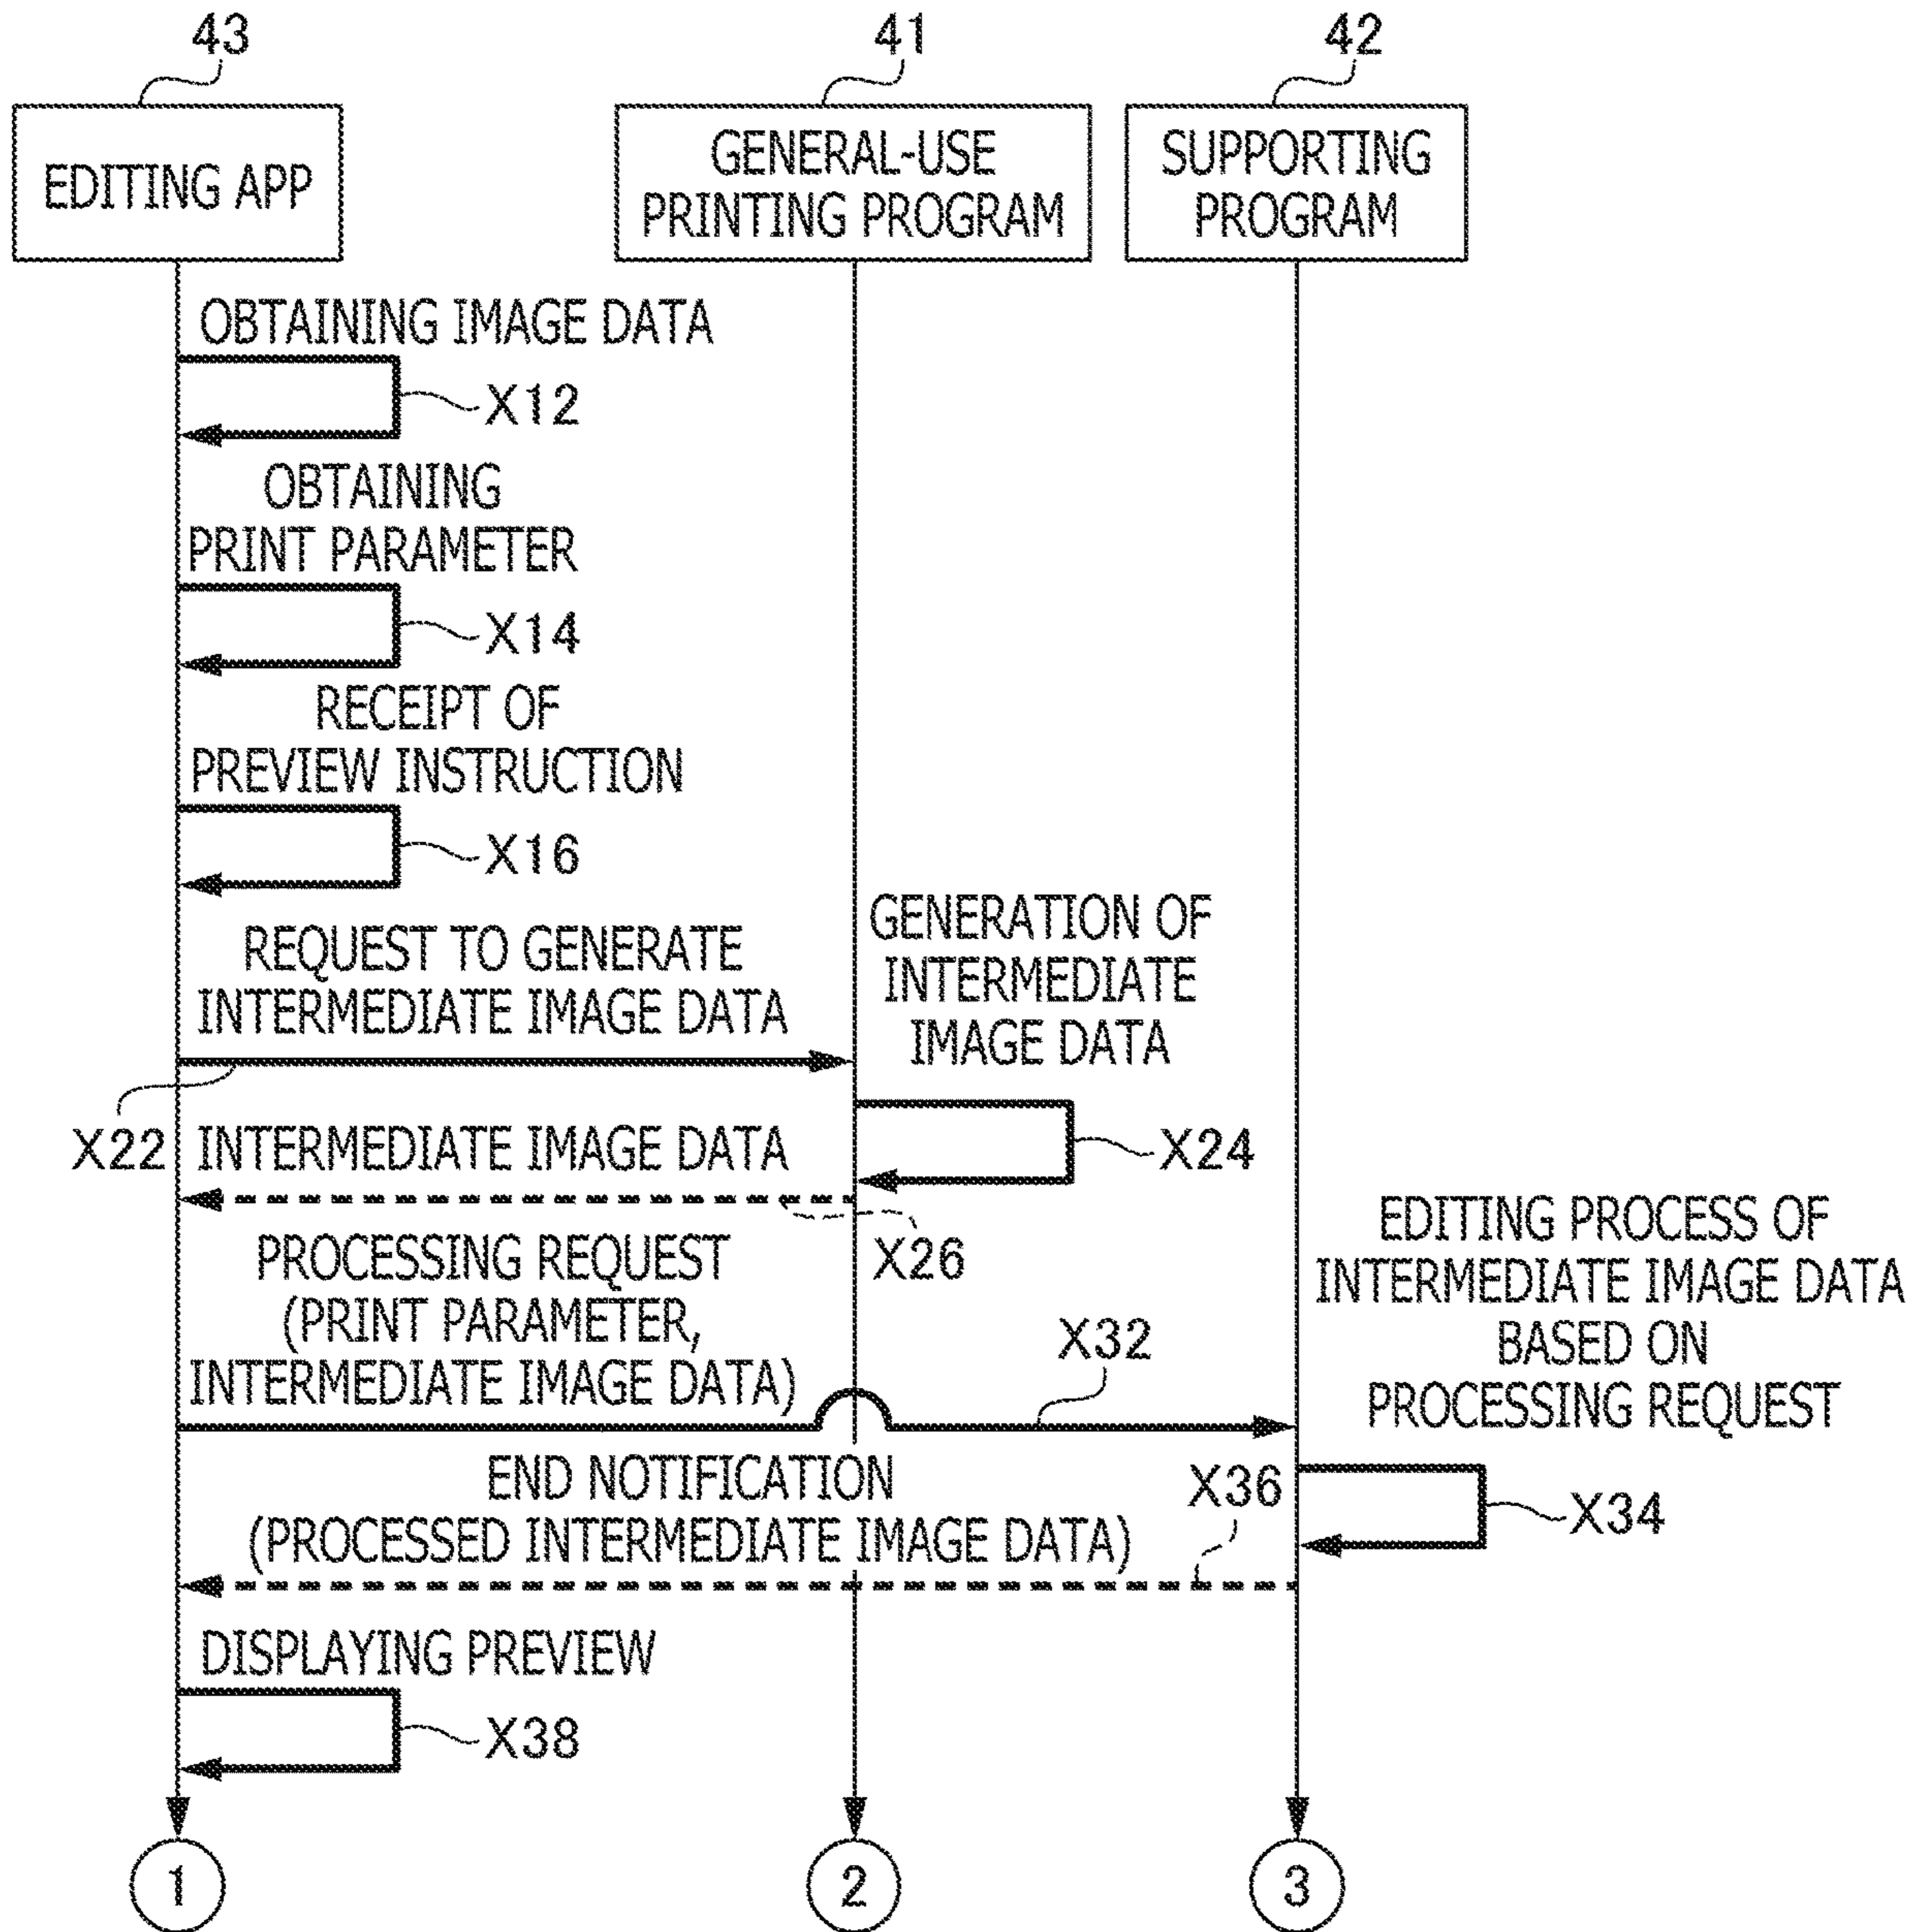 43
41
42
EDITING APP
GENERAL-USE
PRINTING PROGRAM
SUPPORTING
PROGRAM
OBTAINING IMAGE DATA
X12
OBTAINING
PRINT PARAMETER
X14
RECEIPT OF
PREVIEW INSTRUCTION
X16
REQUEST TO GENERATE
INTERMEDIATE IMAGE DATA
X22
GENERATION OF
INTERMEDIATE
IMAGE DATA
X24
INTERMEDIATE IMAGE DATA
X26
PROCESSING REQUEST
(PRINT PARAMETER,
INTERMEDIATE IMAGE DATA)
X32
EDITING PROCESS OF
INTERMEDIATE IMAGE DATA
BASED ON
PROCESSING REQUEST
X34
END NOTIFICATION
(PROCESSED INTERMEDIATE IMAGE DATA)
X36
DISPLAYING PREVIEW
X38
1
2
3